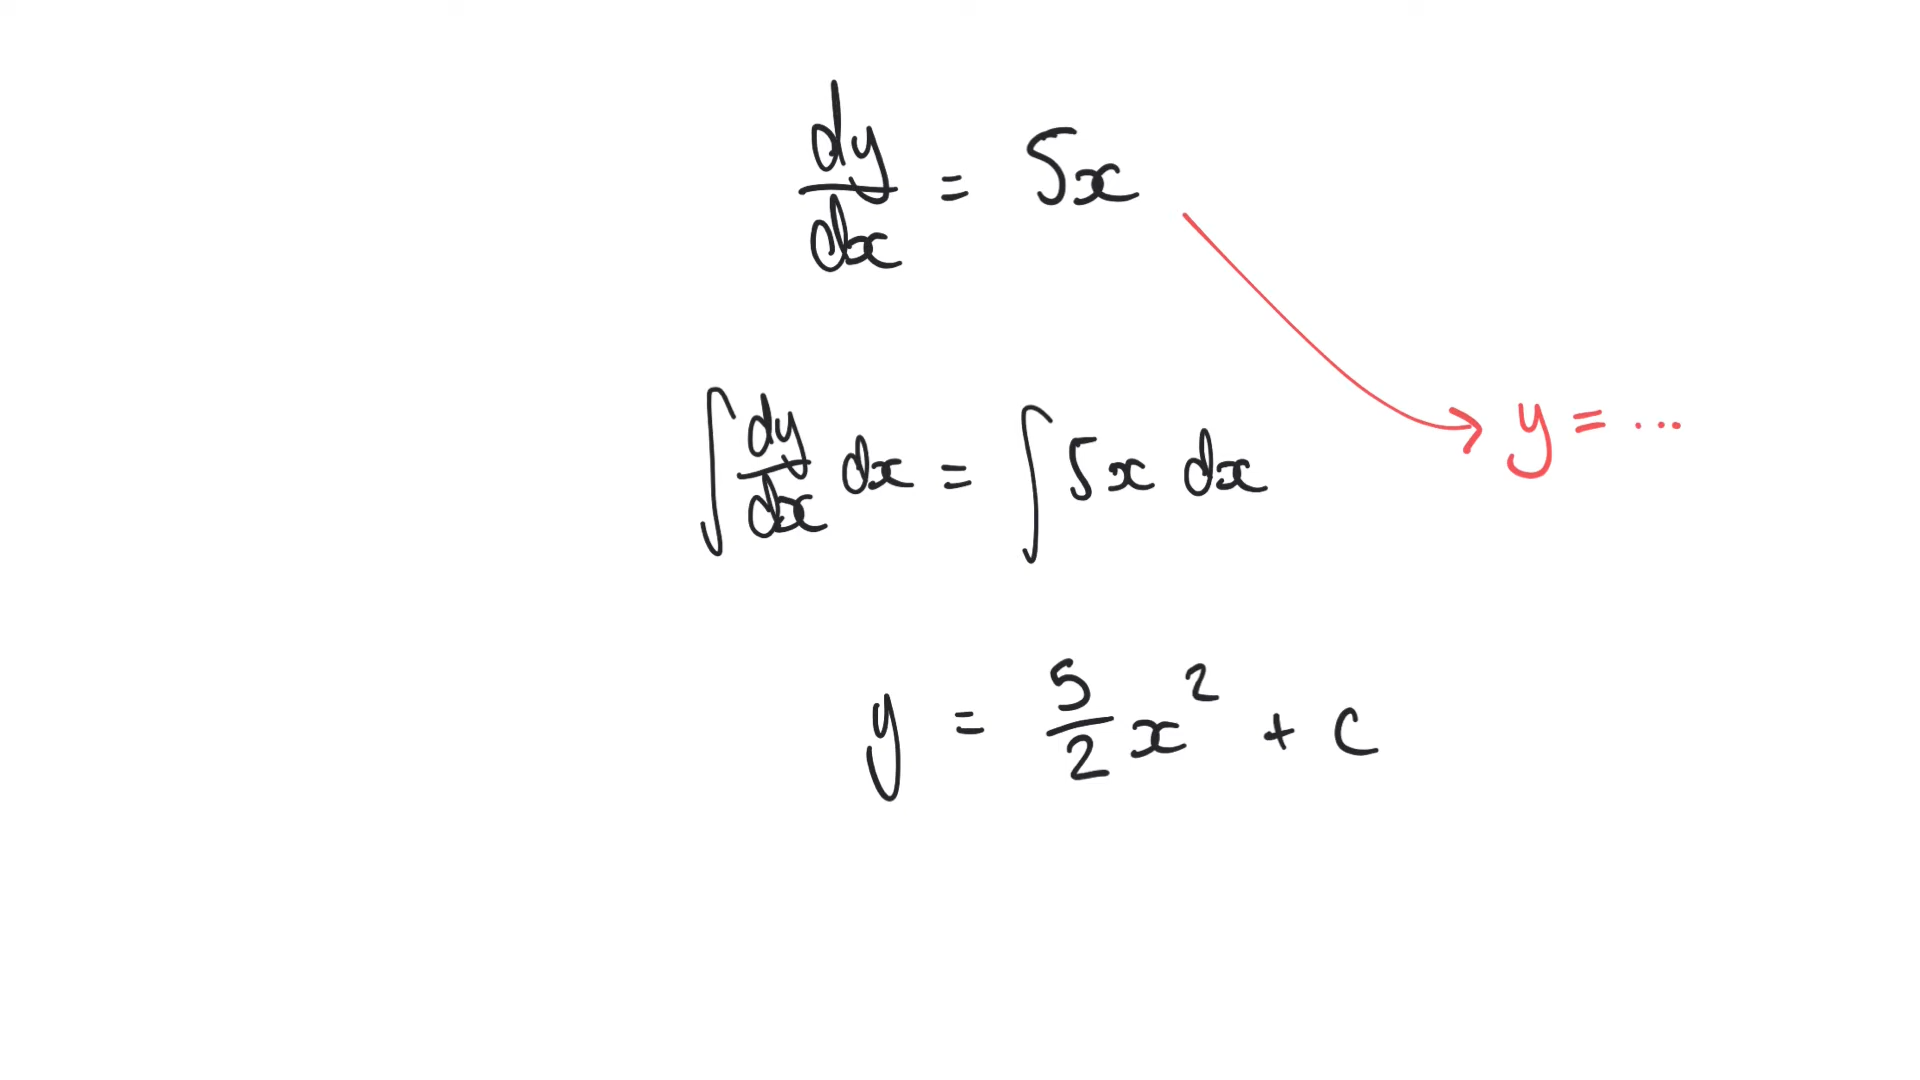 dy/dx = 5x
y = ...
∫ dy/dx dx = ∫ 5x dx
y = 5/2 x² + c